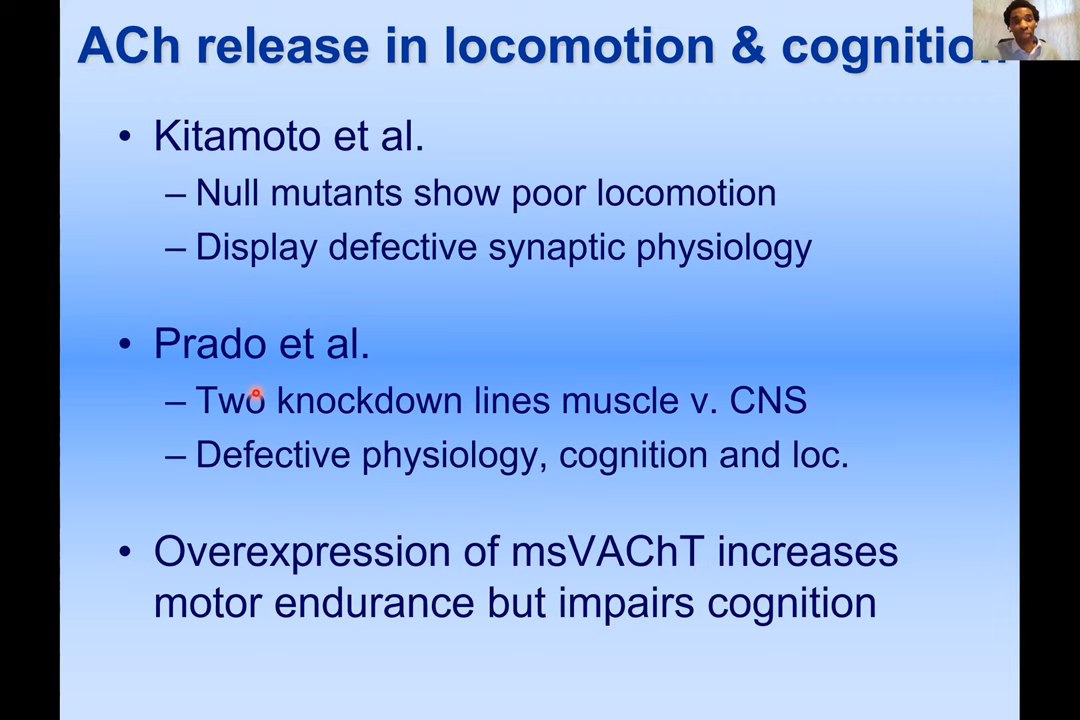 ACh release in locomotion & cognition
• Kitamoto et al.
– Null mutants show poor locomotion
– Display defective synaptic physiology
• Prado et al.
– Two knockdown lines muscle v. CNS
– Defective physiology, cognition and loc.
• Overexpression of msVAChT increases
motor endurance but impairs cognition